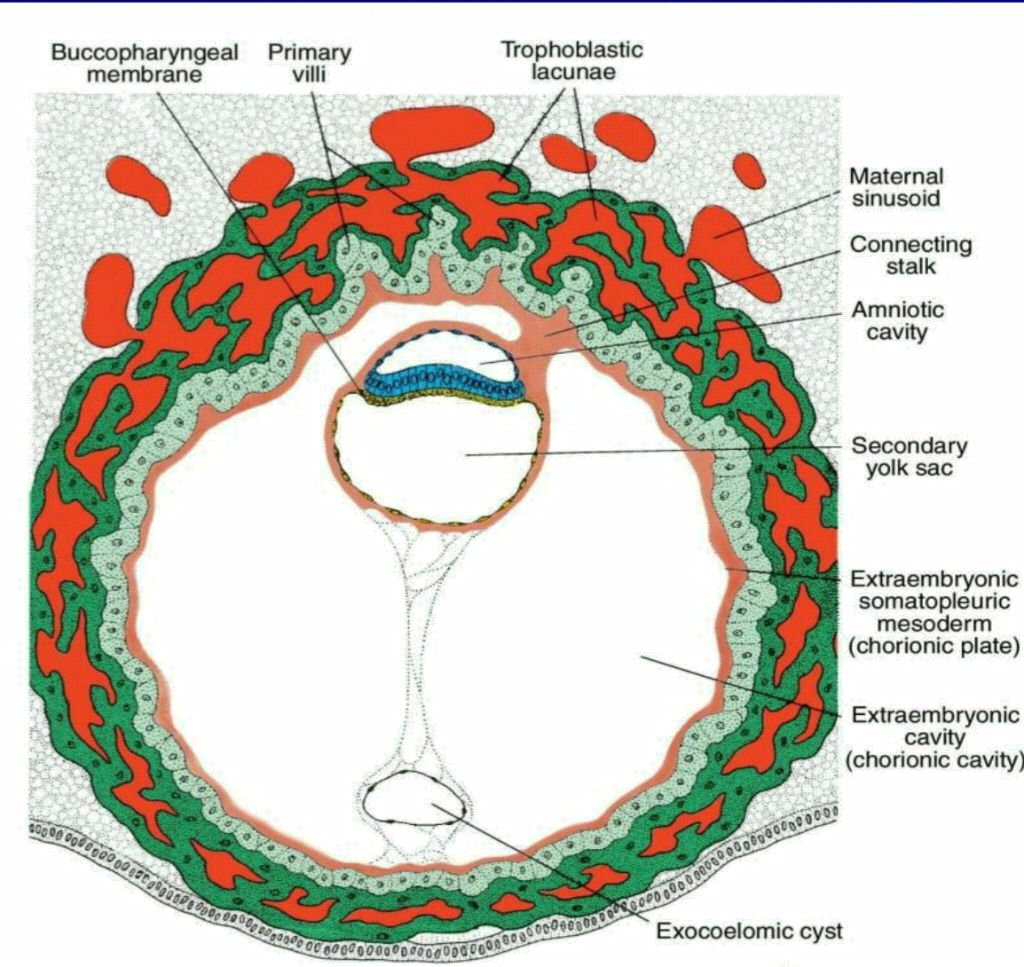 Buccopharyngeal
membrane
Primary
villi
Trophoblastic
lacunae
Maternal
sinusoid
Connecting
stalk
Amniotic
cavity
Secondary
yolk sac
Extraembryonic
somatopleuric
mesoderm
(chorionic plate)
Extraembryonic
cavity
(chorionic cavity)
Exocoelomic cyst